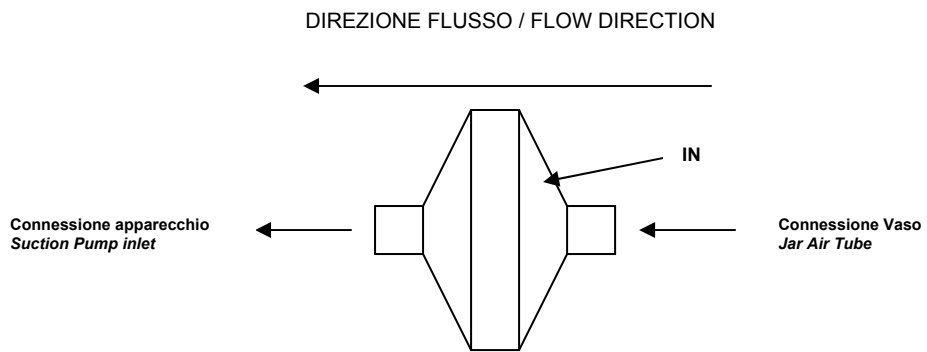 DIREZIONE FLUSSO / FLOW DIRECTION
IN
Connessione apparecchio
Suction Pump inlet
Connessione Vaso
Jar Air Tube